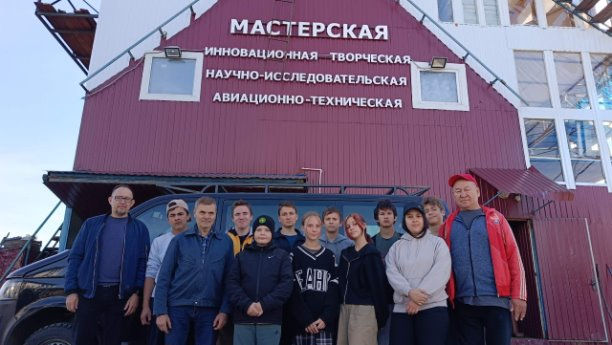 МАСТЕРСКАЯ
ИННОВАЦИОННАЯ ТВОРЧЕСКАЯ
НАУЧНО-ИССЛЕДОВАТЕЛЬСКАЯ
АВИАЦИОННО-ТЕХНИЧЕСКАЯ